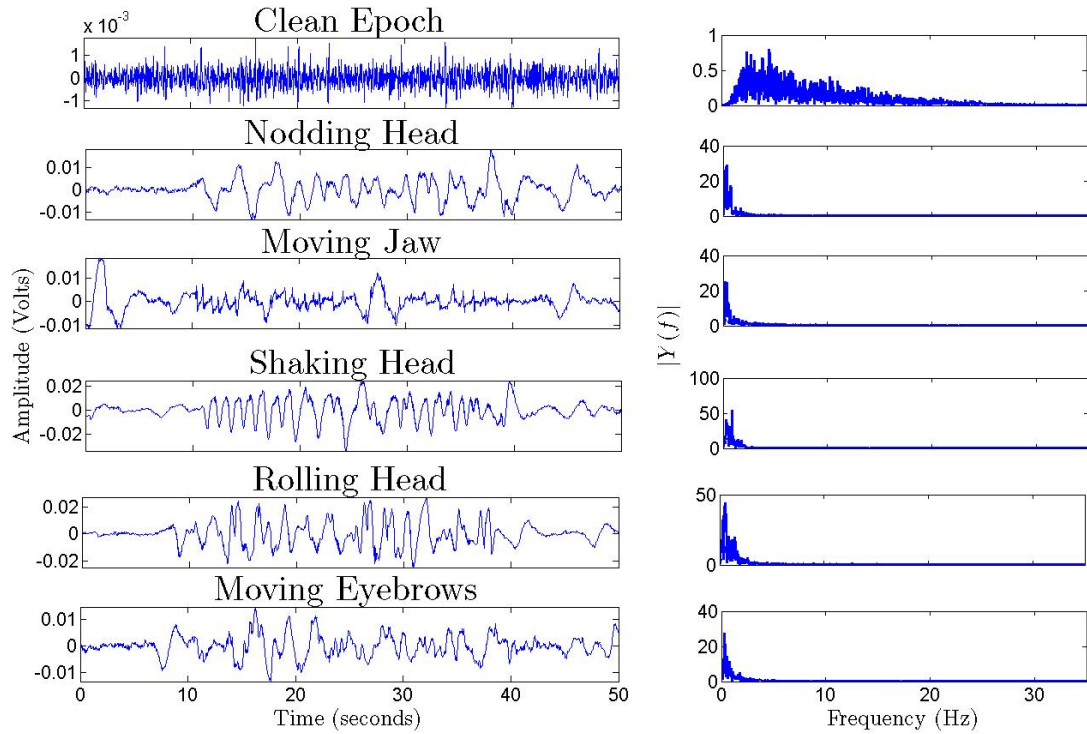 Clean Epoch
x 10⁻³
1
0
-1
1
0.5
0
Nodding Head
0.01
0
-0.01
40
20
0
Moving Jaw
0.01
0
-0.01
40
20
0
Shaking Head
0.02
0
-0.02
100
50
0
Rolling Head
0.02
0
-0.02
50
0
Moving Eyebrows
0.01
0
-0.01
40
20
0
0 10 20 30 40 50
0 10 20 30
Time (seconds)
Frequency (Hz)
Amplitude (Volts)
|Y (f)|